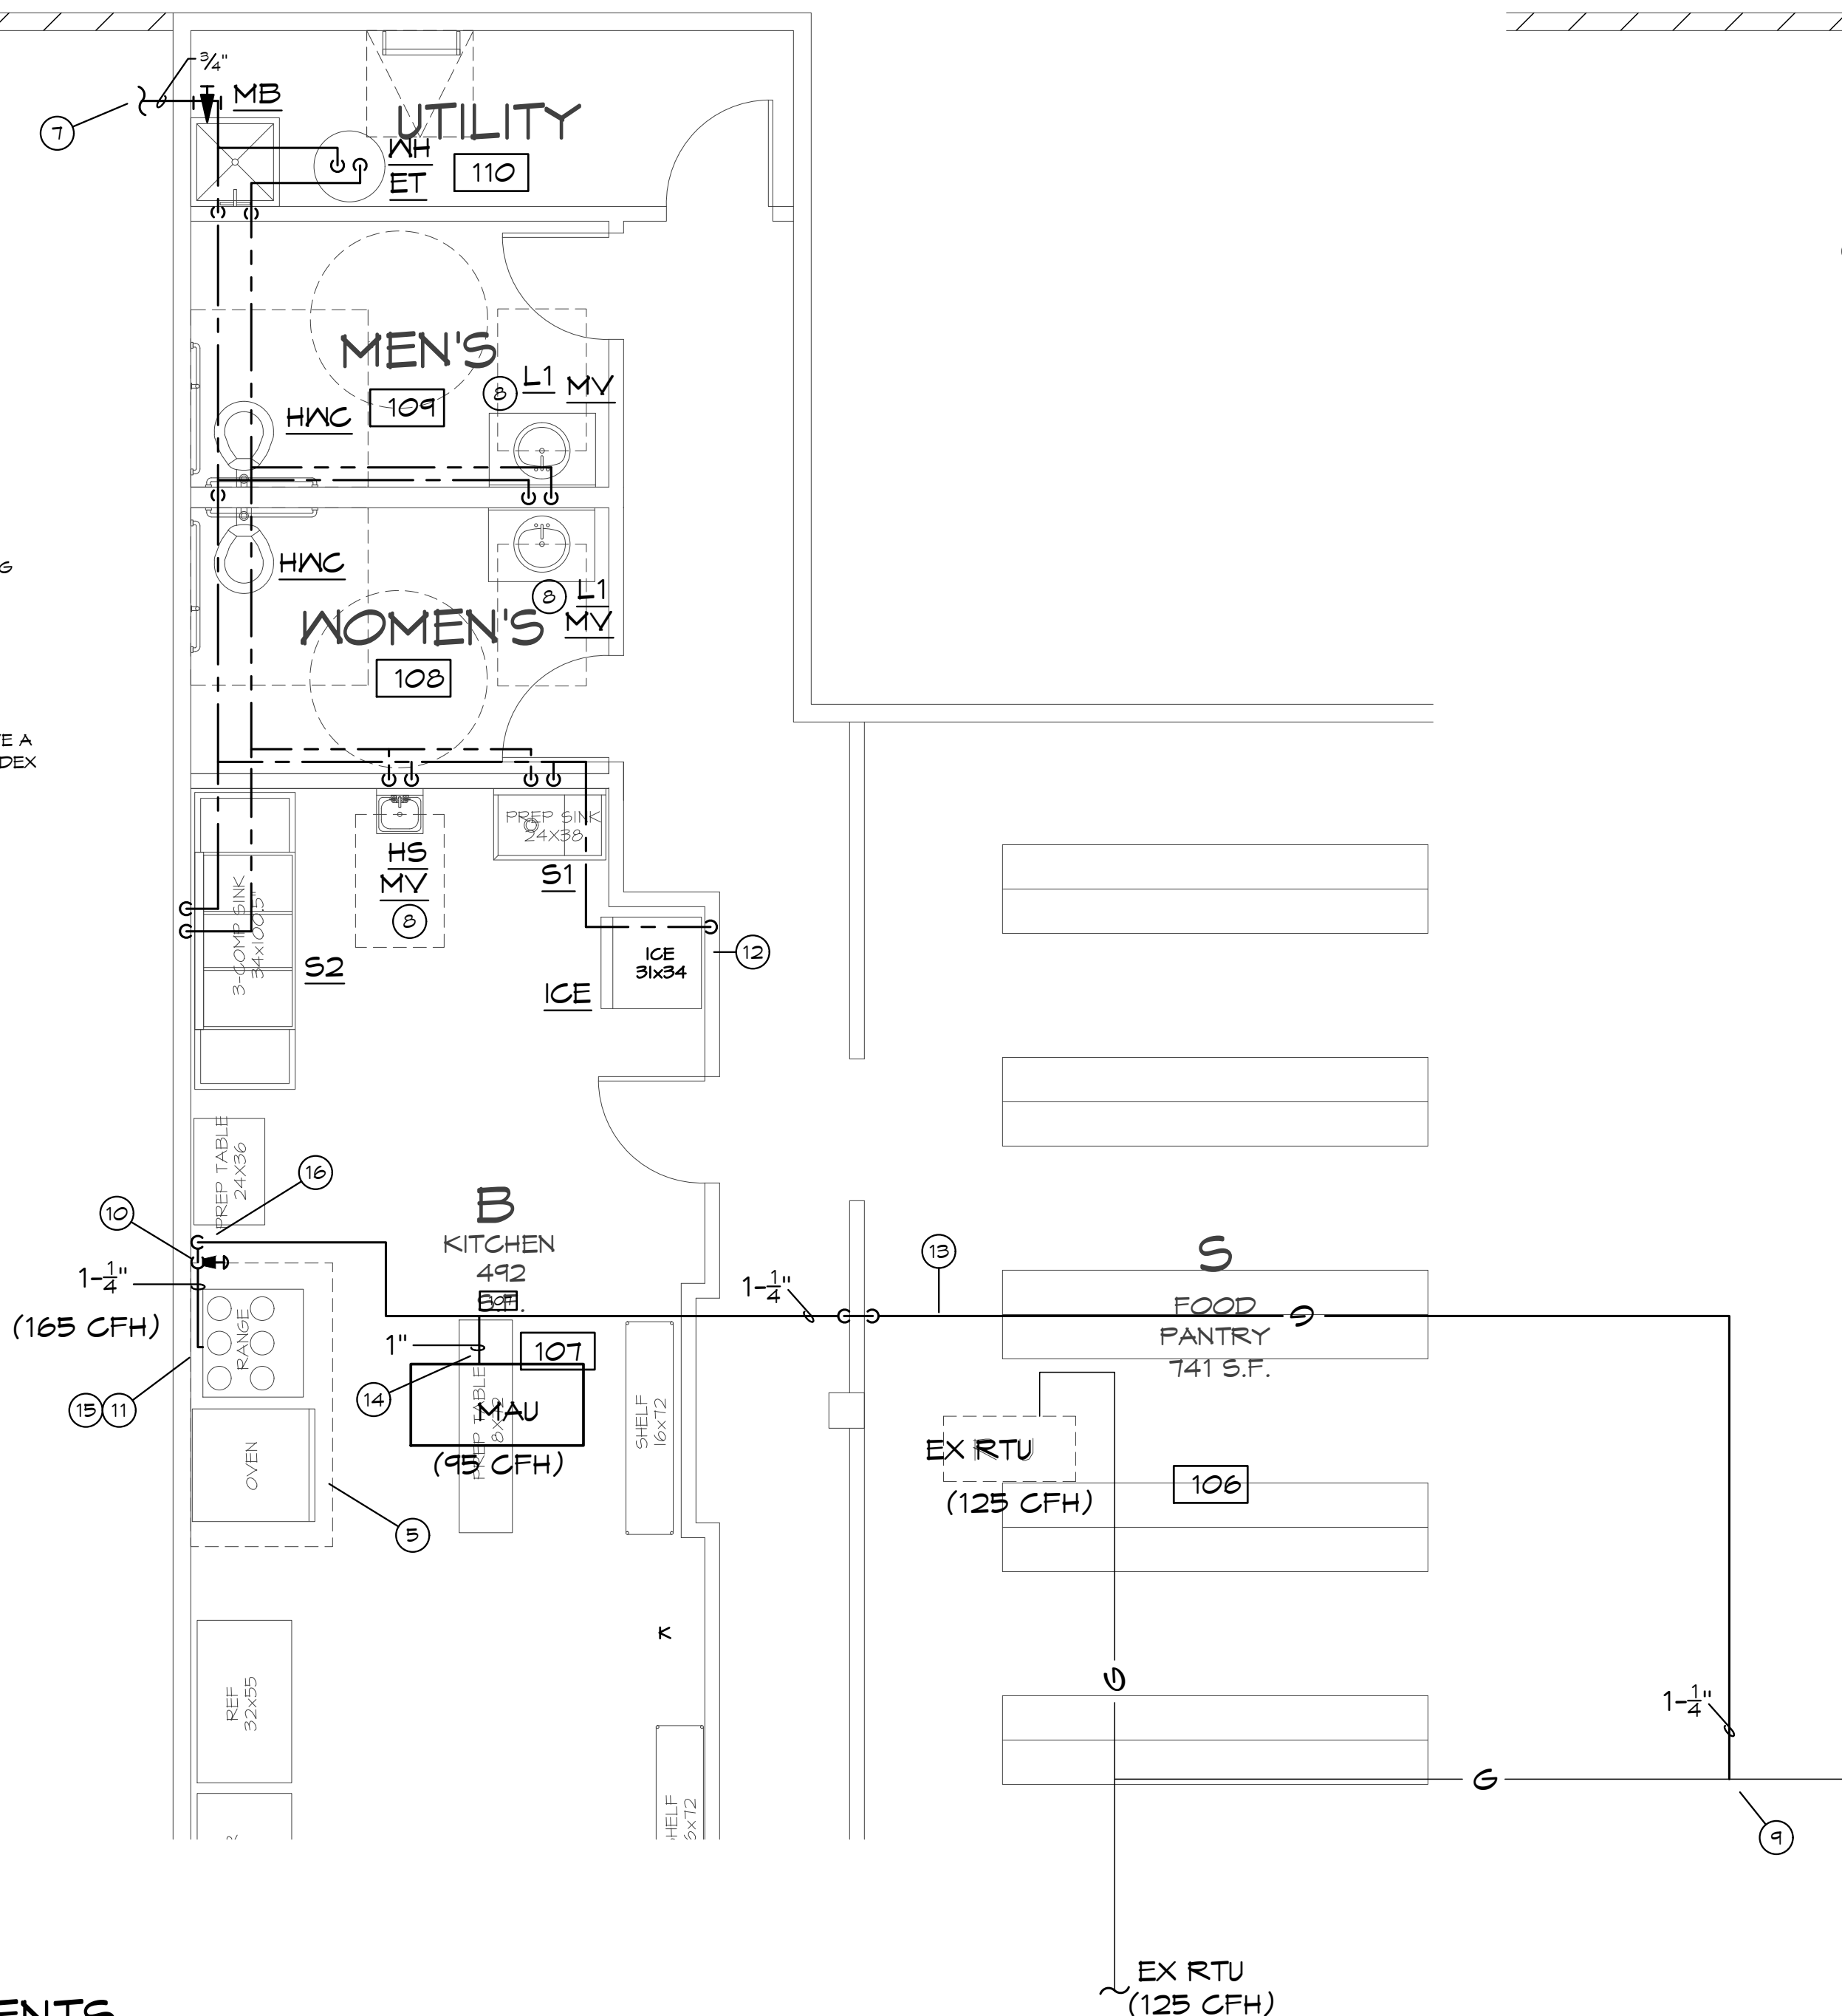 3/4"
MB
7
UTILITY
WH
ET
110
MEN'S
109
8
L1
MV
HWC
HWC
G
8
L1
MV
WOMEN'S
108
E A
DEX
PREP SINK
24X38
HS
MV
8
S1
3-COMP SINK
34x100.5"
S2
ICE
31x34
12
ICE
PREP TABLE
24X36
16
10
B
KITCHEN
492
S.F.
1-1/4"
(165 CFH)
RANGE
1-1/4"
13
S
FOOD
PANTRY
741 S.F.
G
1"
107
14
15
11
MAU
PREP TABLE
(95 CFH)
SHELF
16x72
EX RTU
(125 CFH)
106
OVEN
5
K
REF
32x55
G
1-1/4"
G
9
EX RTU
(125 CFH)